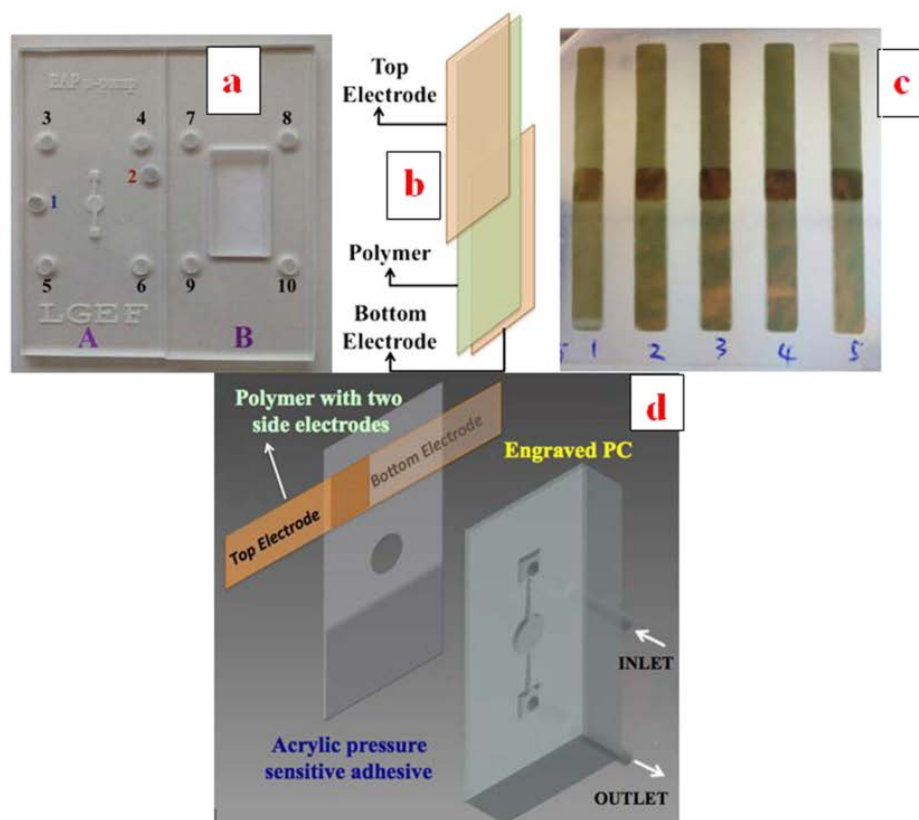 a
EAP μ-pump
3
4
7
8
2
1
5
6
9
10
LGEF
A
B
Top
Electrode
b
Polymer
Bottom
Electrode
c
1
2
3
4
5
d
Polymer with two
side electrodes
Bottom Electrode
Top Electrode
Engraved PC
INLET
Acrylic pressure
sensitive adhesive
OUTLET